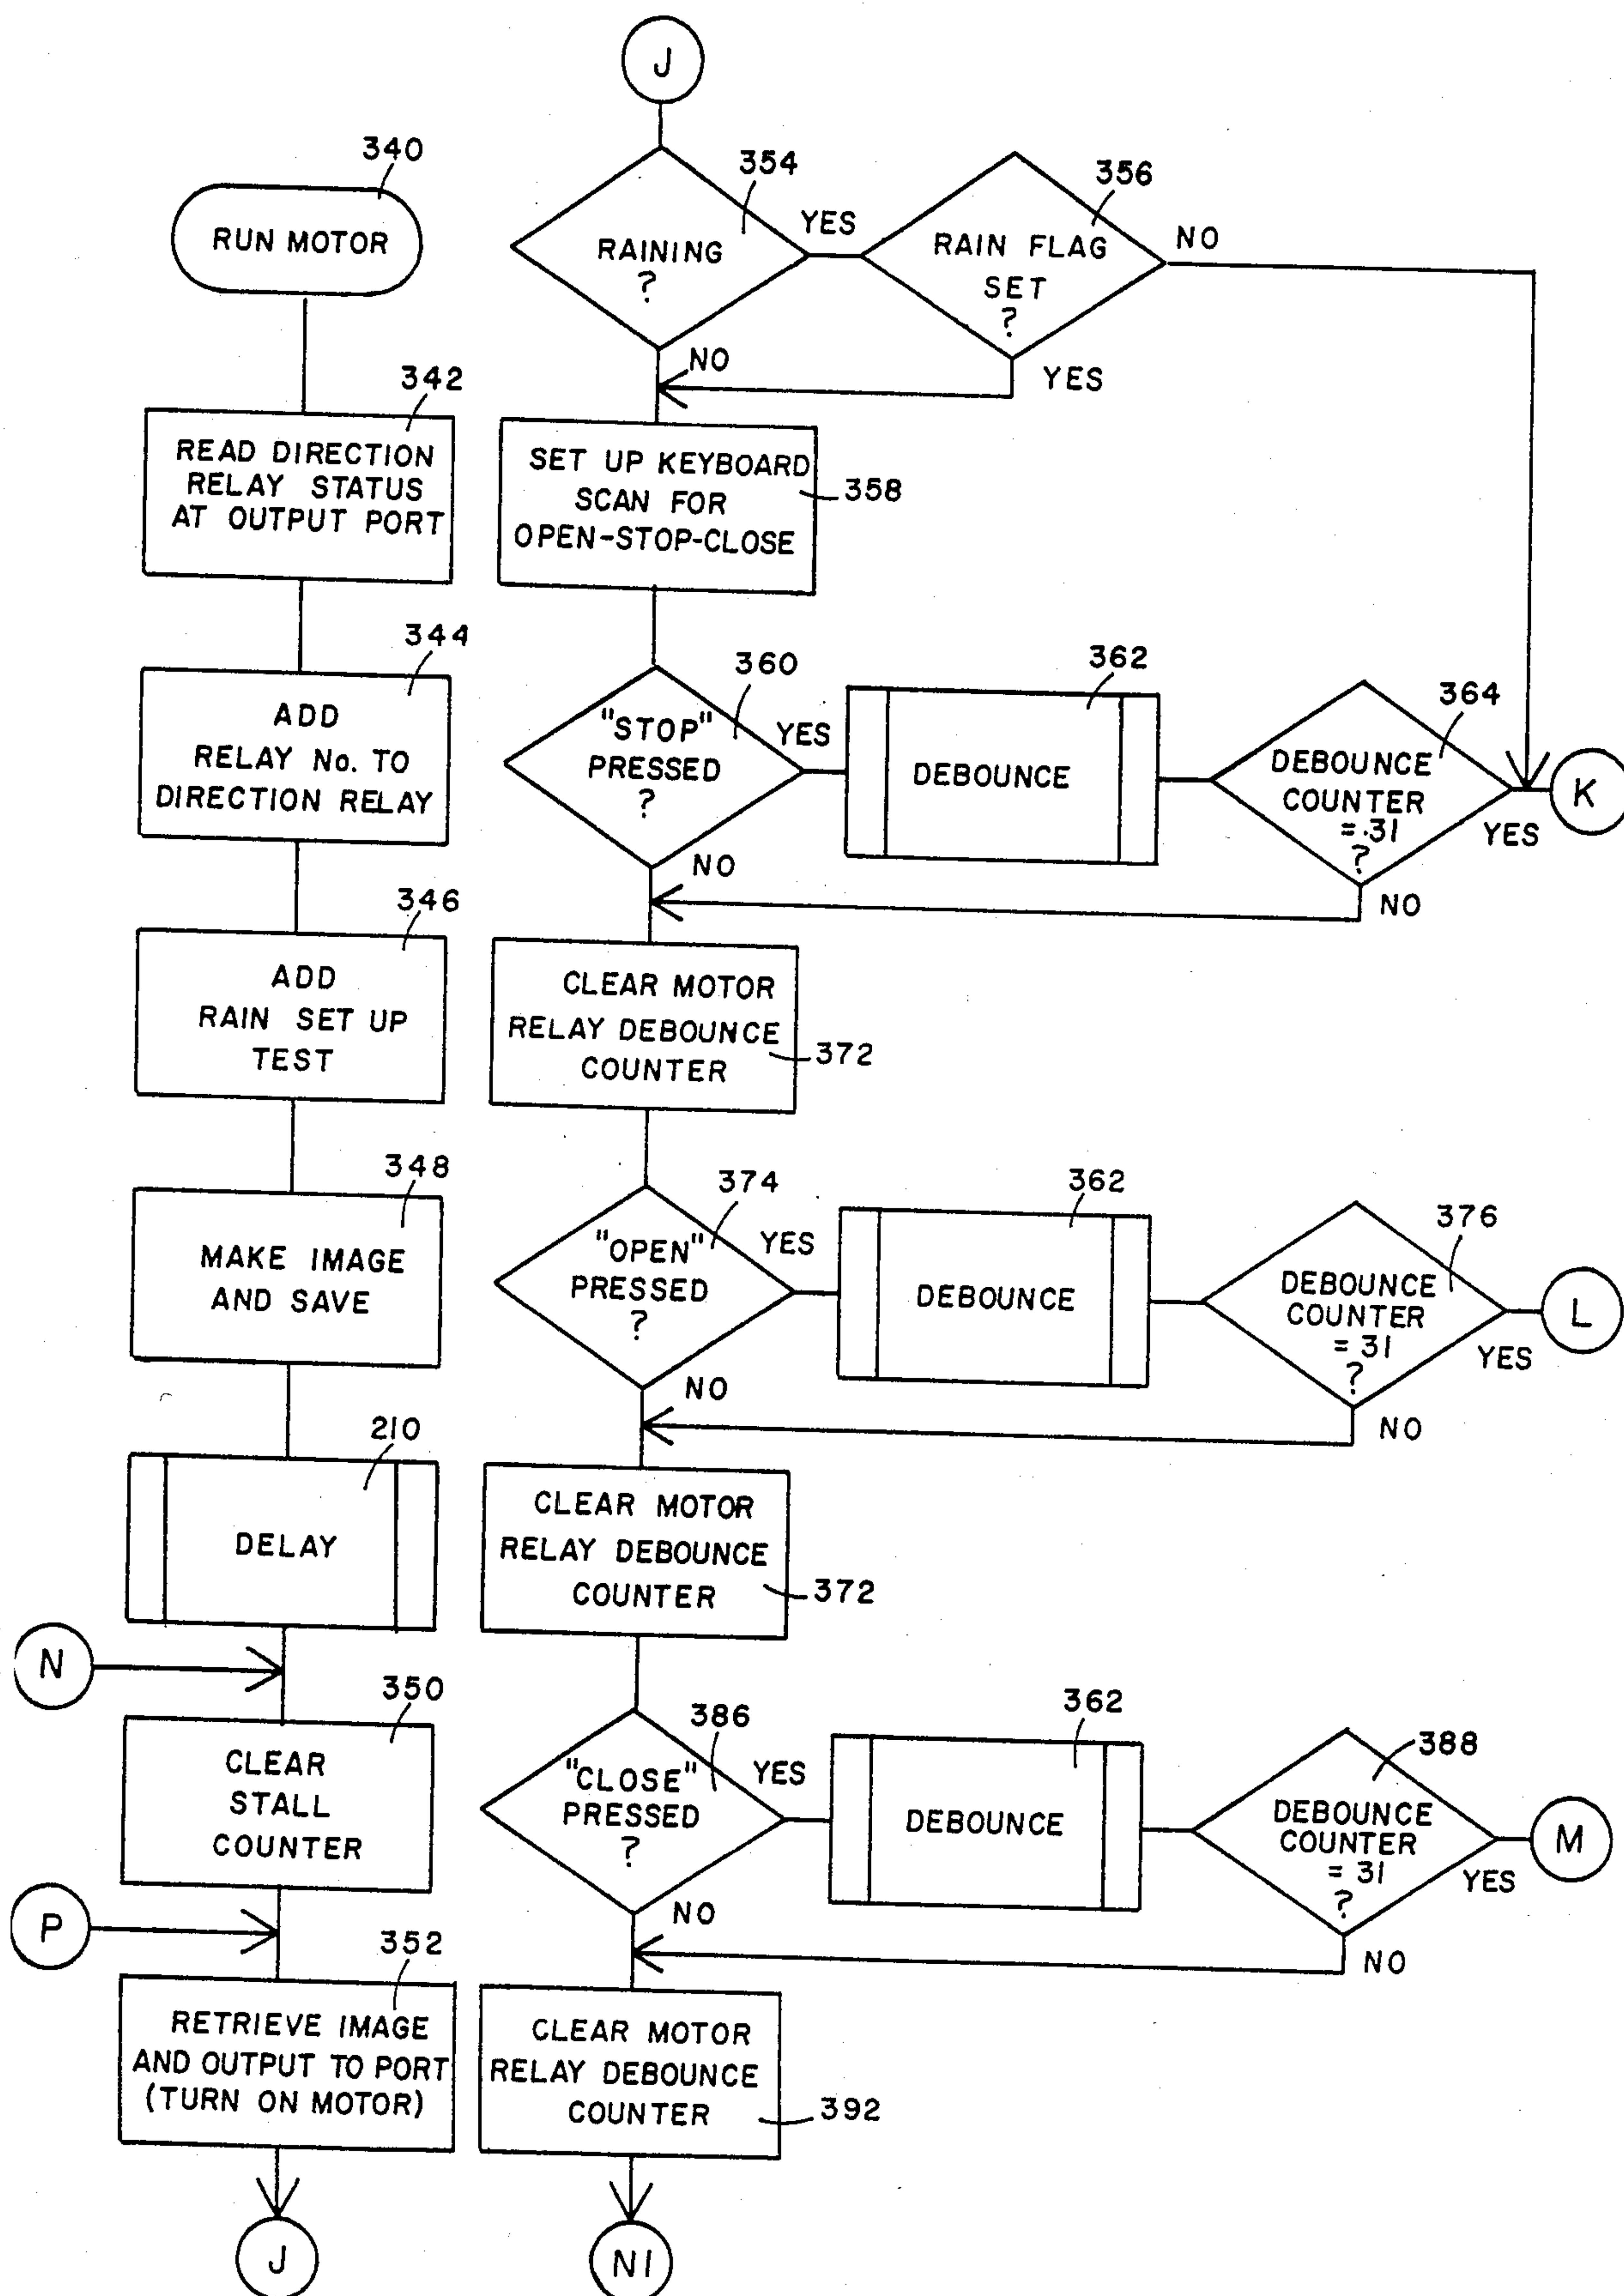 340
RUN MOTOR
342
READ DIRECTION
RELAY STATUS
AT OUTPUT PORT
344
ADD
RELAY No. TO
DIRECTION RELAY
346
ADD
RAIN SET UP
TEST
348
MAKE IMAGE
AND SAVE
210
DELAY
N
350
CLEAR
STALL
COUNTER
P
352
RETRIEVE IMAGE
AND OUTPUT TO PORT
(TURN ON MOTOR)
J
J
354
RAINING
?
YES
NO
356
RAIN FLAG
SET
?
NO
YES
SET UP KEYBOARD
SCAN FOR
OPEN-STOP-CLOSE
358
360
"STOP"
PRESSED
?
YES
NO
362
DEBOUNCE
364
DEBOUNCE
COUNTER
=.31
?
YES
NO
K
CLEAR MOTOR
RELAY DEBOUNCE
COUNTER
372
374
"OPEN"
PRESSED
?
YES
NO
362
DEBOUNCE
376
DEBOUNCE
COUNTER
= 31
?
YES
NO
L
CLEAR MOTOR
RELAY DEBOUNCE
COUNTER
372
386
"CLOSE"
PRESSED
?
YES
NO
362
DEBOUNCE
388
DEBOUNCE
COUNTER
= 31
?
YES
NO
M
CLEAR MOTOR
RELAY DEBOUNCE
COUNTER
392
N1